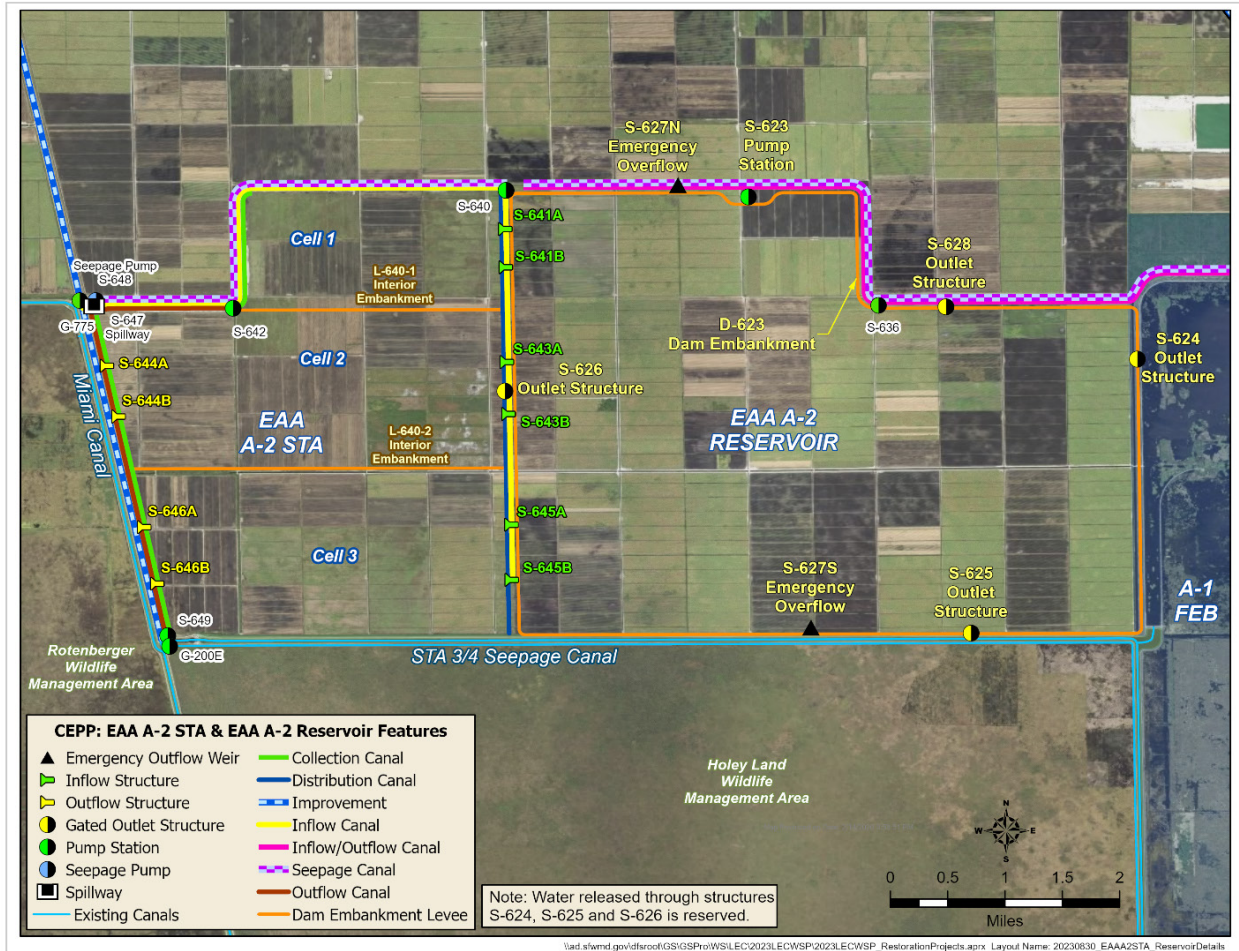 S-627N
Emergency
Overflow
S-623
Pump
Station
S-640
S-641A
Cell 1
S-641B
S-628
Outlet
Structure
L-640-1
Interior
Embankment
Seepage Pump
S-648
G-775
S-647
Spillway
S-642
S-636
D-623
Dam Embankment
S-624
Outlet
Structure
S-644A
Cell 2
S-643A
S-626
Outlet Structure
S-644B
S-643B
Miami Canal
EAA
A-2 STA
EAA A-2
RESERVOIR
L-640-2
Interior
Embankment
S-646A
S-645A
Cell 3
S-646B
S-645B
S-627S
Emergency
Overflow
S-625
Outlet
Structure
A-1
FEB
S-649
G-200E
STA 3/4 Seepage Canal
Rotenberger
Wildlife
Management Area
Holey Land
Wildlife
Management Area
CEPP: EAA A-2 STA & EAA A-2 Reservoir Features
Emergency Outflow Weir
Inflow Structure
Outflow Structure
Gated Outlet Structure
Pump Station
Seepage Pump
Spillway
Existing Canals
Collection Canal
Distribution Canal
Improvement
Inflow Canal
Inflow/Outflow Canal
Seepage Canal
Outflow Canal
Dam Embankment Levee
Note: Water released through structures
S-624, S-625 and S-626 is reserved.
N
W E
S
0 0.5 1 1.5 2
Miles
\\ad.sfwmd.gov\dfsroot\GS\GSPro\WS\LEC\2023LECWSP\2023LECWSP_RestorationProjects.aprx Layout Name: 20230830_EAAA2STA_ReservoirDetails